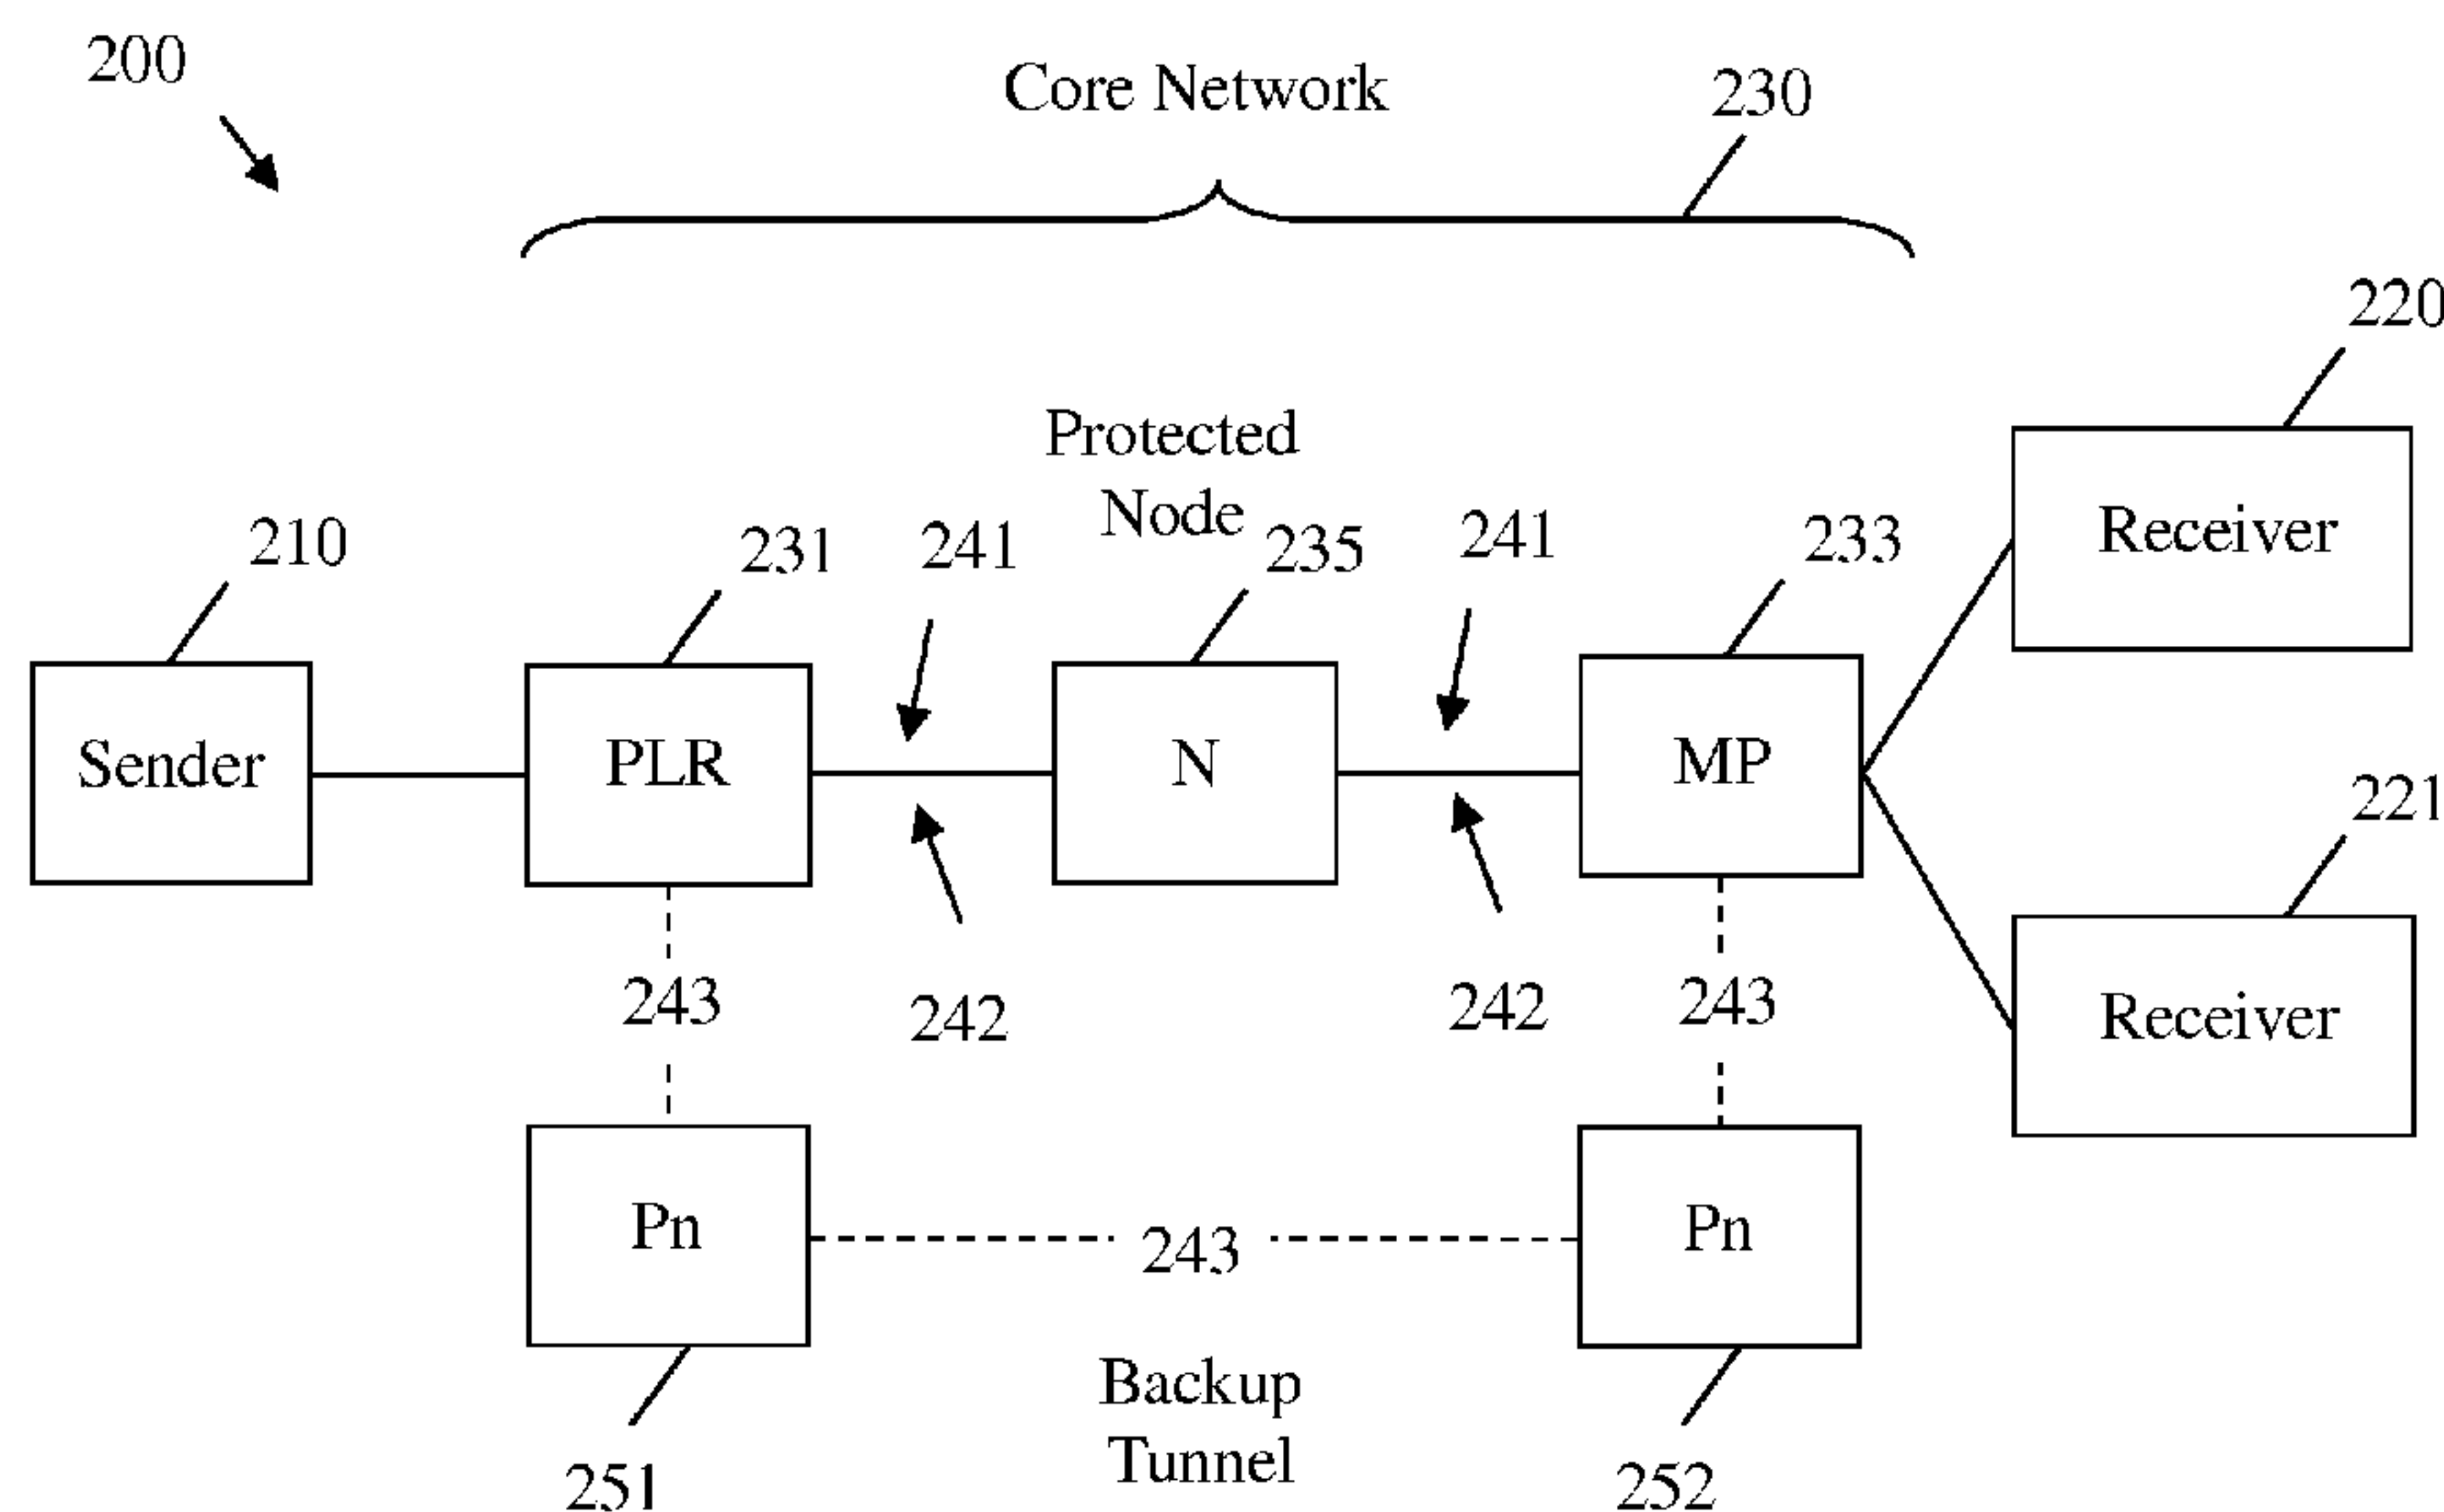 200
Core Network
230
220
Protected
Node
210
231
241
235
241
233
Receiver
Sender
PLR
N
MP
221
243
242
242
243
Receiver
Pn
243
Pn
Backup
Tunnel
251
252